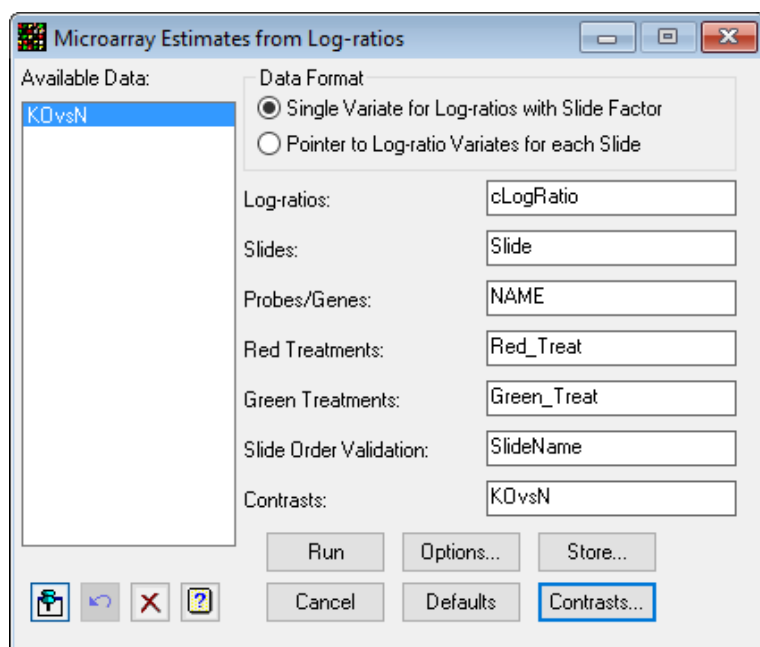 Microarray Estimates from Log-ratios
Available Data:
KOvsN
Data Format
Single Variate for Log-ratios with Slide Factor
Pointer to Log-ratio Variates for each Slide
Log-ratios: cLogRatio
Slides: Slide
Probes/Genes: NAME
Red Treatments: Red_Treat
Green Treatments: Green_Treat
Slide Order Validation: SlideName
Contrasts: KOvsN
Run Options... Store...
Cancel Defaults Contrasts...